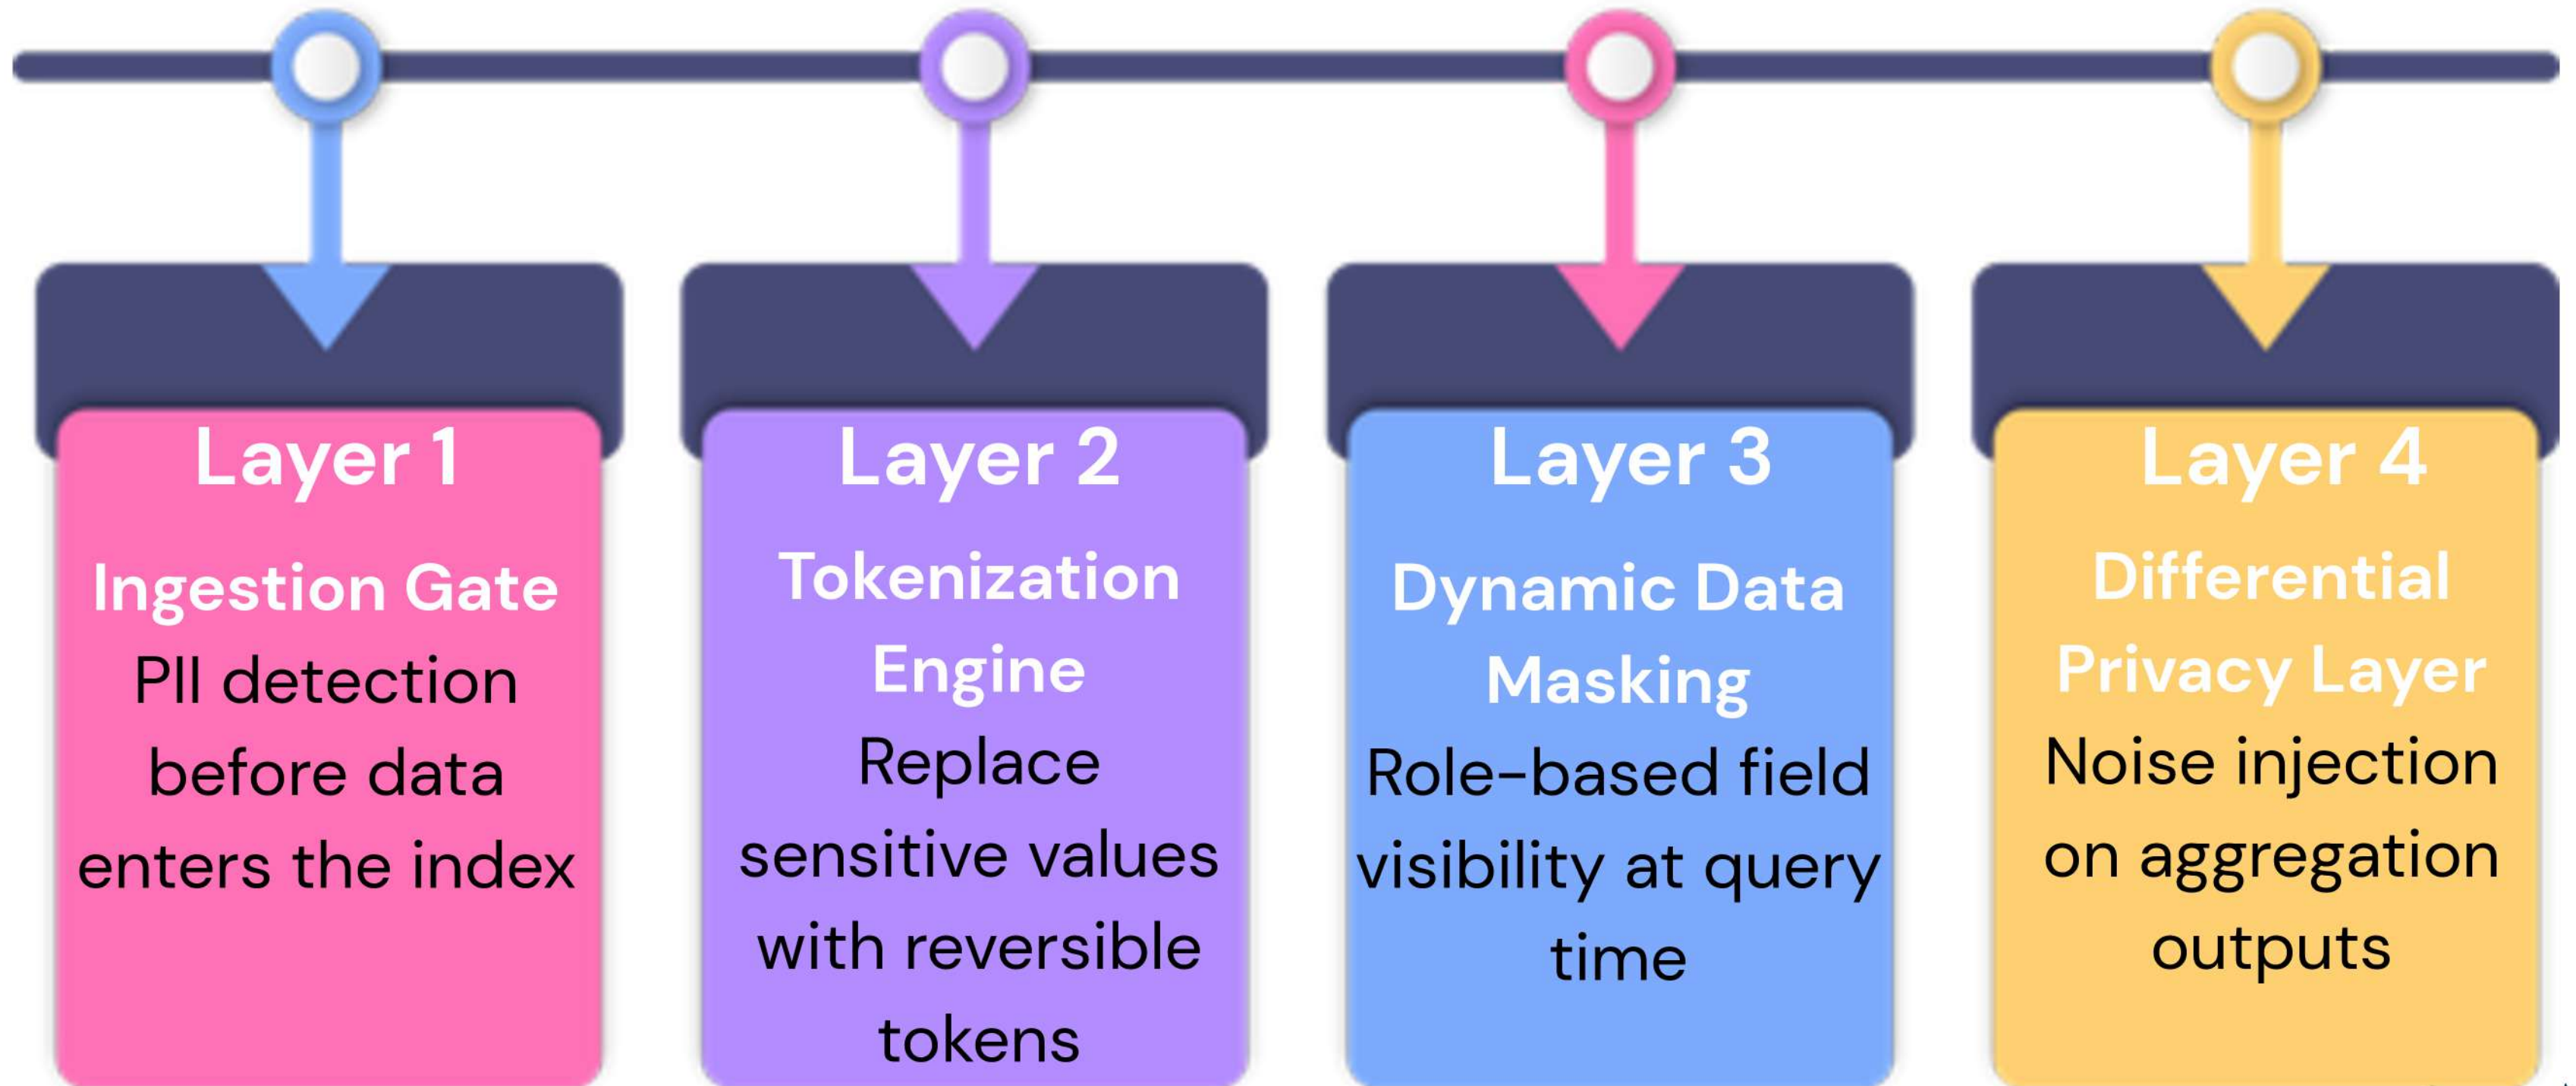 Layer 1
Ingestion Gate
PII detection
before data
enters the index
Layer 2
Tokenization
Engine
Replace
sensitive values
with reversible
tokens
Layer 3
Dynamic Data
Masking
Role-based field
visibility at query
time
Layer 4
Differential
Privacy Layer
Noise injection
on aggregation
outputs